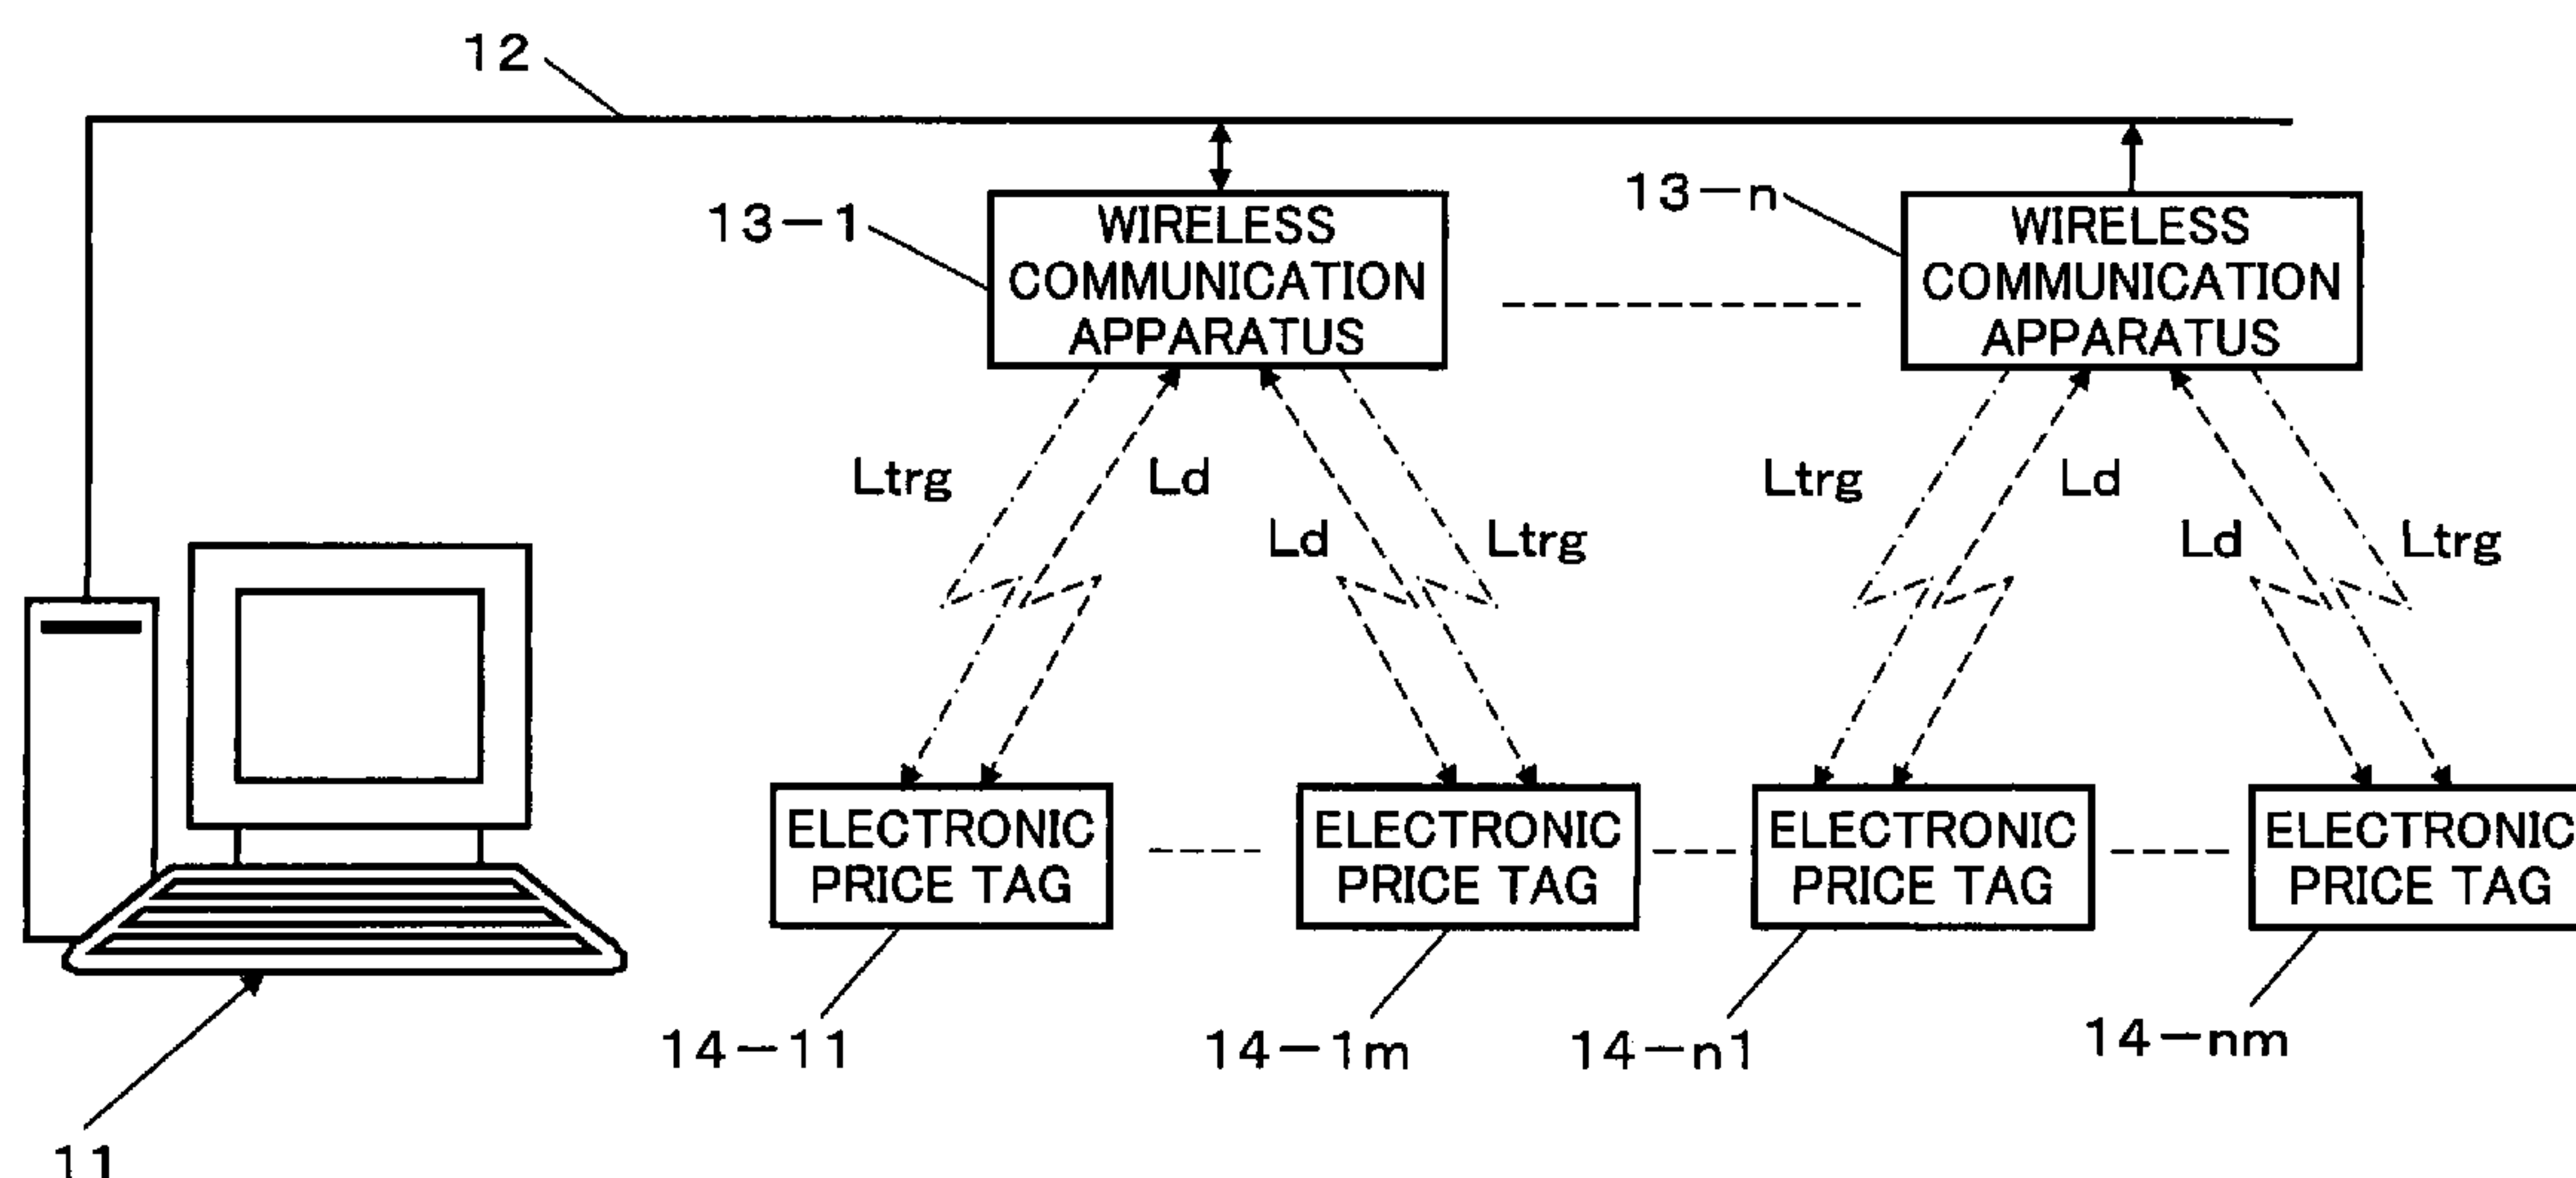 12
13-1
WIRELESS
COMMUNICATION
APPARATUS
13-n
WIRELESS
COMMUNICATION
APPARATUS
Ltrg
Ld
Ld
Ltrg
Ltrg
Ld
Ld
Ltrg
ELECTRONIC
PRICE TAG
ELECTRONIC
PRICE TAG
ELECTRONIC
PRICE TAG
ELECTRONIC
PRICE TAG
14-11
14-1m
14-n1
14-nm
11